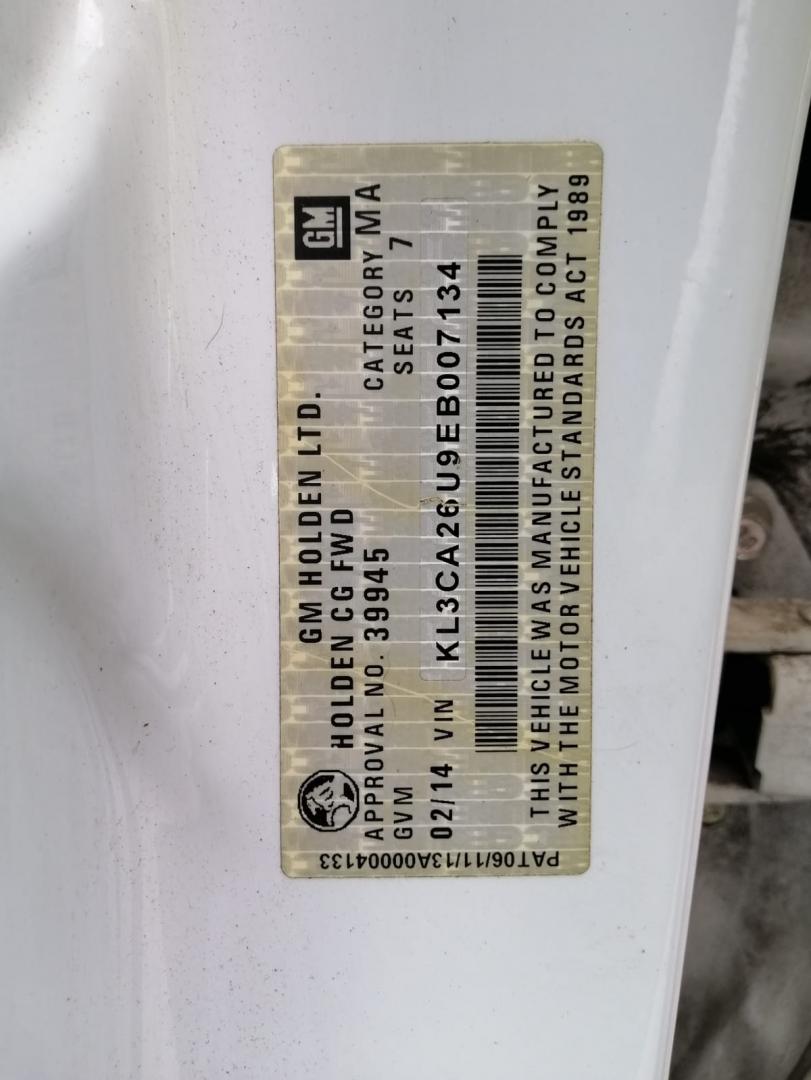 GM HOLDEN LTD.
GM
HOLDEN CG FWD
APPROVAL NO. 39945
CATEGORY MA
GVM
SEATS 7
02/14 VIN KL3CA26U9EB007134
THIS VEHICLE WAS MANUFACTURED TO COMPLY
WITH THE MOTOR VEHICLE STANDARDS ACT 1989
PAT06/11/13A00004133